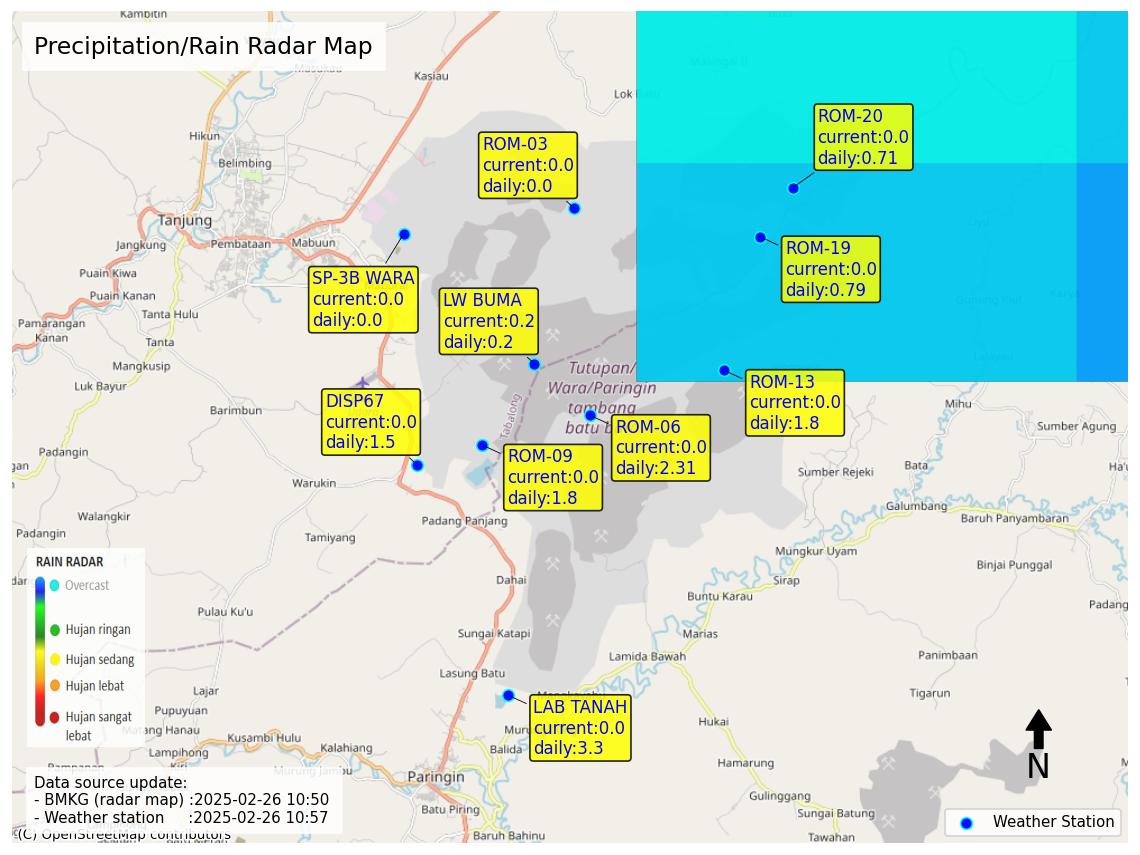 Kambitin
Precipitation/Rain Radar Map
Masukau
Kasiau
Masingai II
Lok Batu
Hikun
Belimbing
ROM-20
current:0.0
daily:0.71
ROM-03
current:0.0
daily:0.0
Tanjung
Jangkung
Pembataan
Mabuun
Liyu
ROM-19
current:0.0
daily:0.79
Puain Kiwa
Puain Kanan
SP-3B WARA
current:0.0
daily:0.0
LW BUMA
current:0.2
daily:0.2
Gunung Riut
Tanta Hulu
Pamarangan
Kanan
Tanta
Mangkusip
Luk Bayur
Tutupan/
Wara/Paringin
tambang
batu b
Tabalong
ROM-13
current:0.0
daily:1.8
Mihu
DISP67
current:0.0
daily:1.5
Barimbun
ROM-06
current:0.0
daily:2.31
Sumber Agung
Padangin
ROM-09
current:0.0
daily:1.8
Sumber Rejeki
Bata
Ha'u
Warukin
Galumbang
Baruh Panyambaran
Walangkir
Padangin
Padang Panjang
Tamiyang
Mungkur Uyam
Binjai Punggal
Dahai
Sirap
Buntu Karau
Padang
Pulau Ku'u
RAIN RADAR
Overcast
Hujan ringan
Hujan sedang
Hujan lebat
Hujan sangat
lebat
Sungai Katapi
Marias
Lamida Bawah
Panimbaan
Lasung Batu
Lajar
Tigarun
Pupuyuan
Matang Hanau
LAB TANAH
current:0.0
daily:3.3
Hukai
Kusambi Hulu
Kalahiang
Balida
Lampihong
Kiri
Murung Jambu
Hamarung
N
Paringin
Data source update:
- BMKG (radar map) :2025-02-26 10:50
- Weather station :2025-02-26 10:57
Batu Piring
Gulinggang
Sungai Batung
Weather Station
(C) OpenStreetMap contributors
Baruh Bahinu
Tawahan